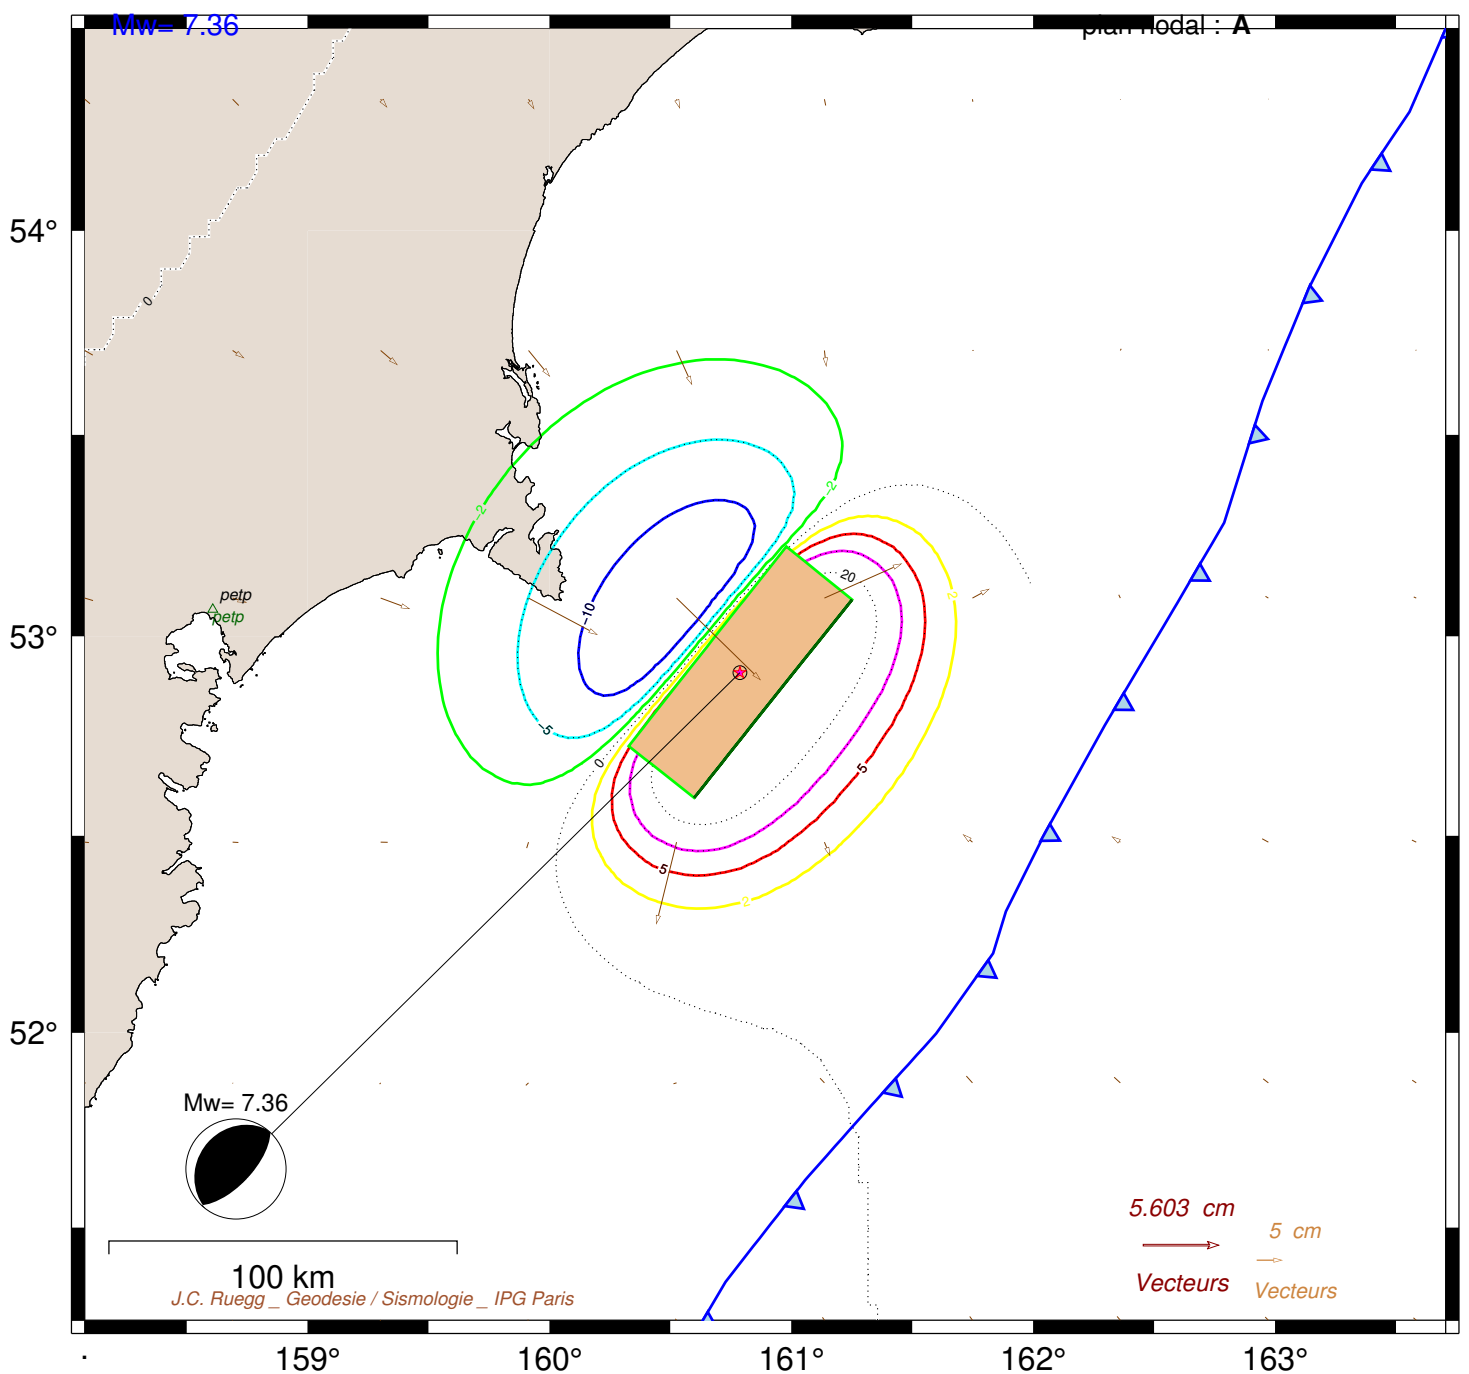 Mw= 7.36
plan nodal : A
54°
0
-2
-2
20
-10
2
petp
petp
53°
-5
0
5
5
2
52°
Mw= 7.36
5.603 cm
5 cm
Vecteurs
Vecteurs
100 km
J.C. Ruegg _ Geodesie / Sismologie _ IPG Paris
159°
160°
161°
162°
163°